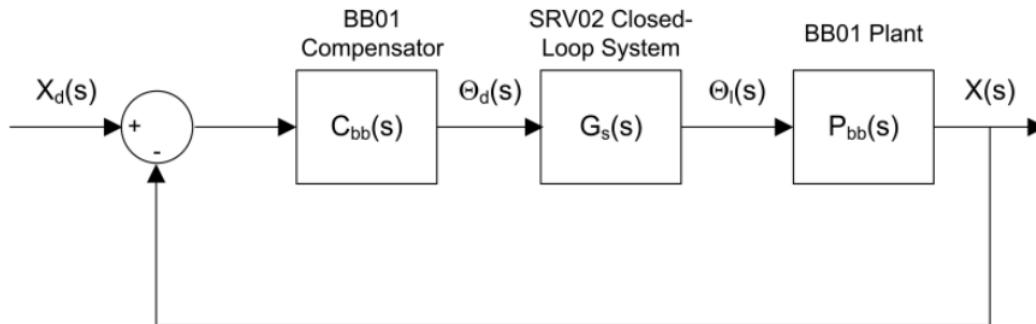 BB01
Compensator
SRV02 Closed-
Loop System
BB01 Plant
X_d(s)
+
-
C_bb(s)
Θ_d(s)
G_s(s)
Θ_l(s)
P_bb(s)
X(s)